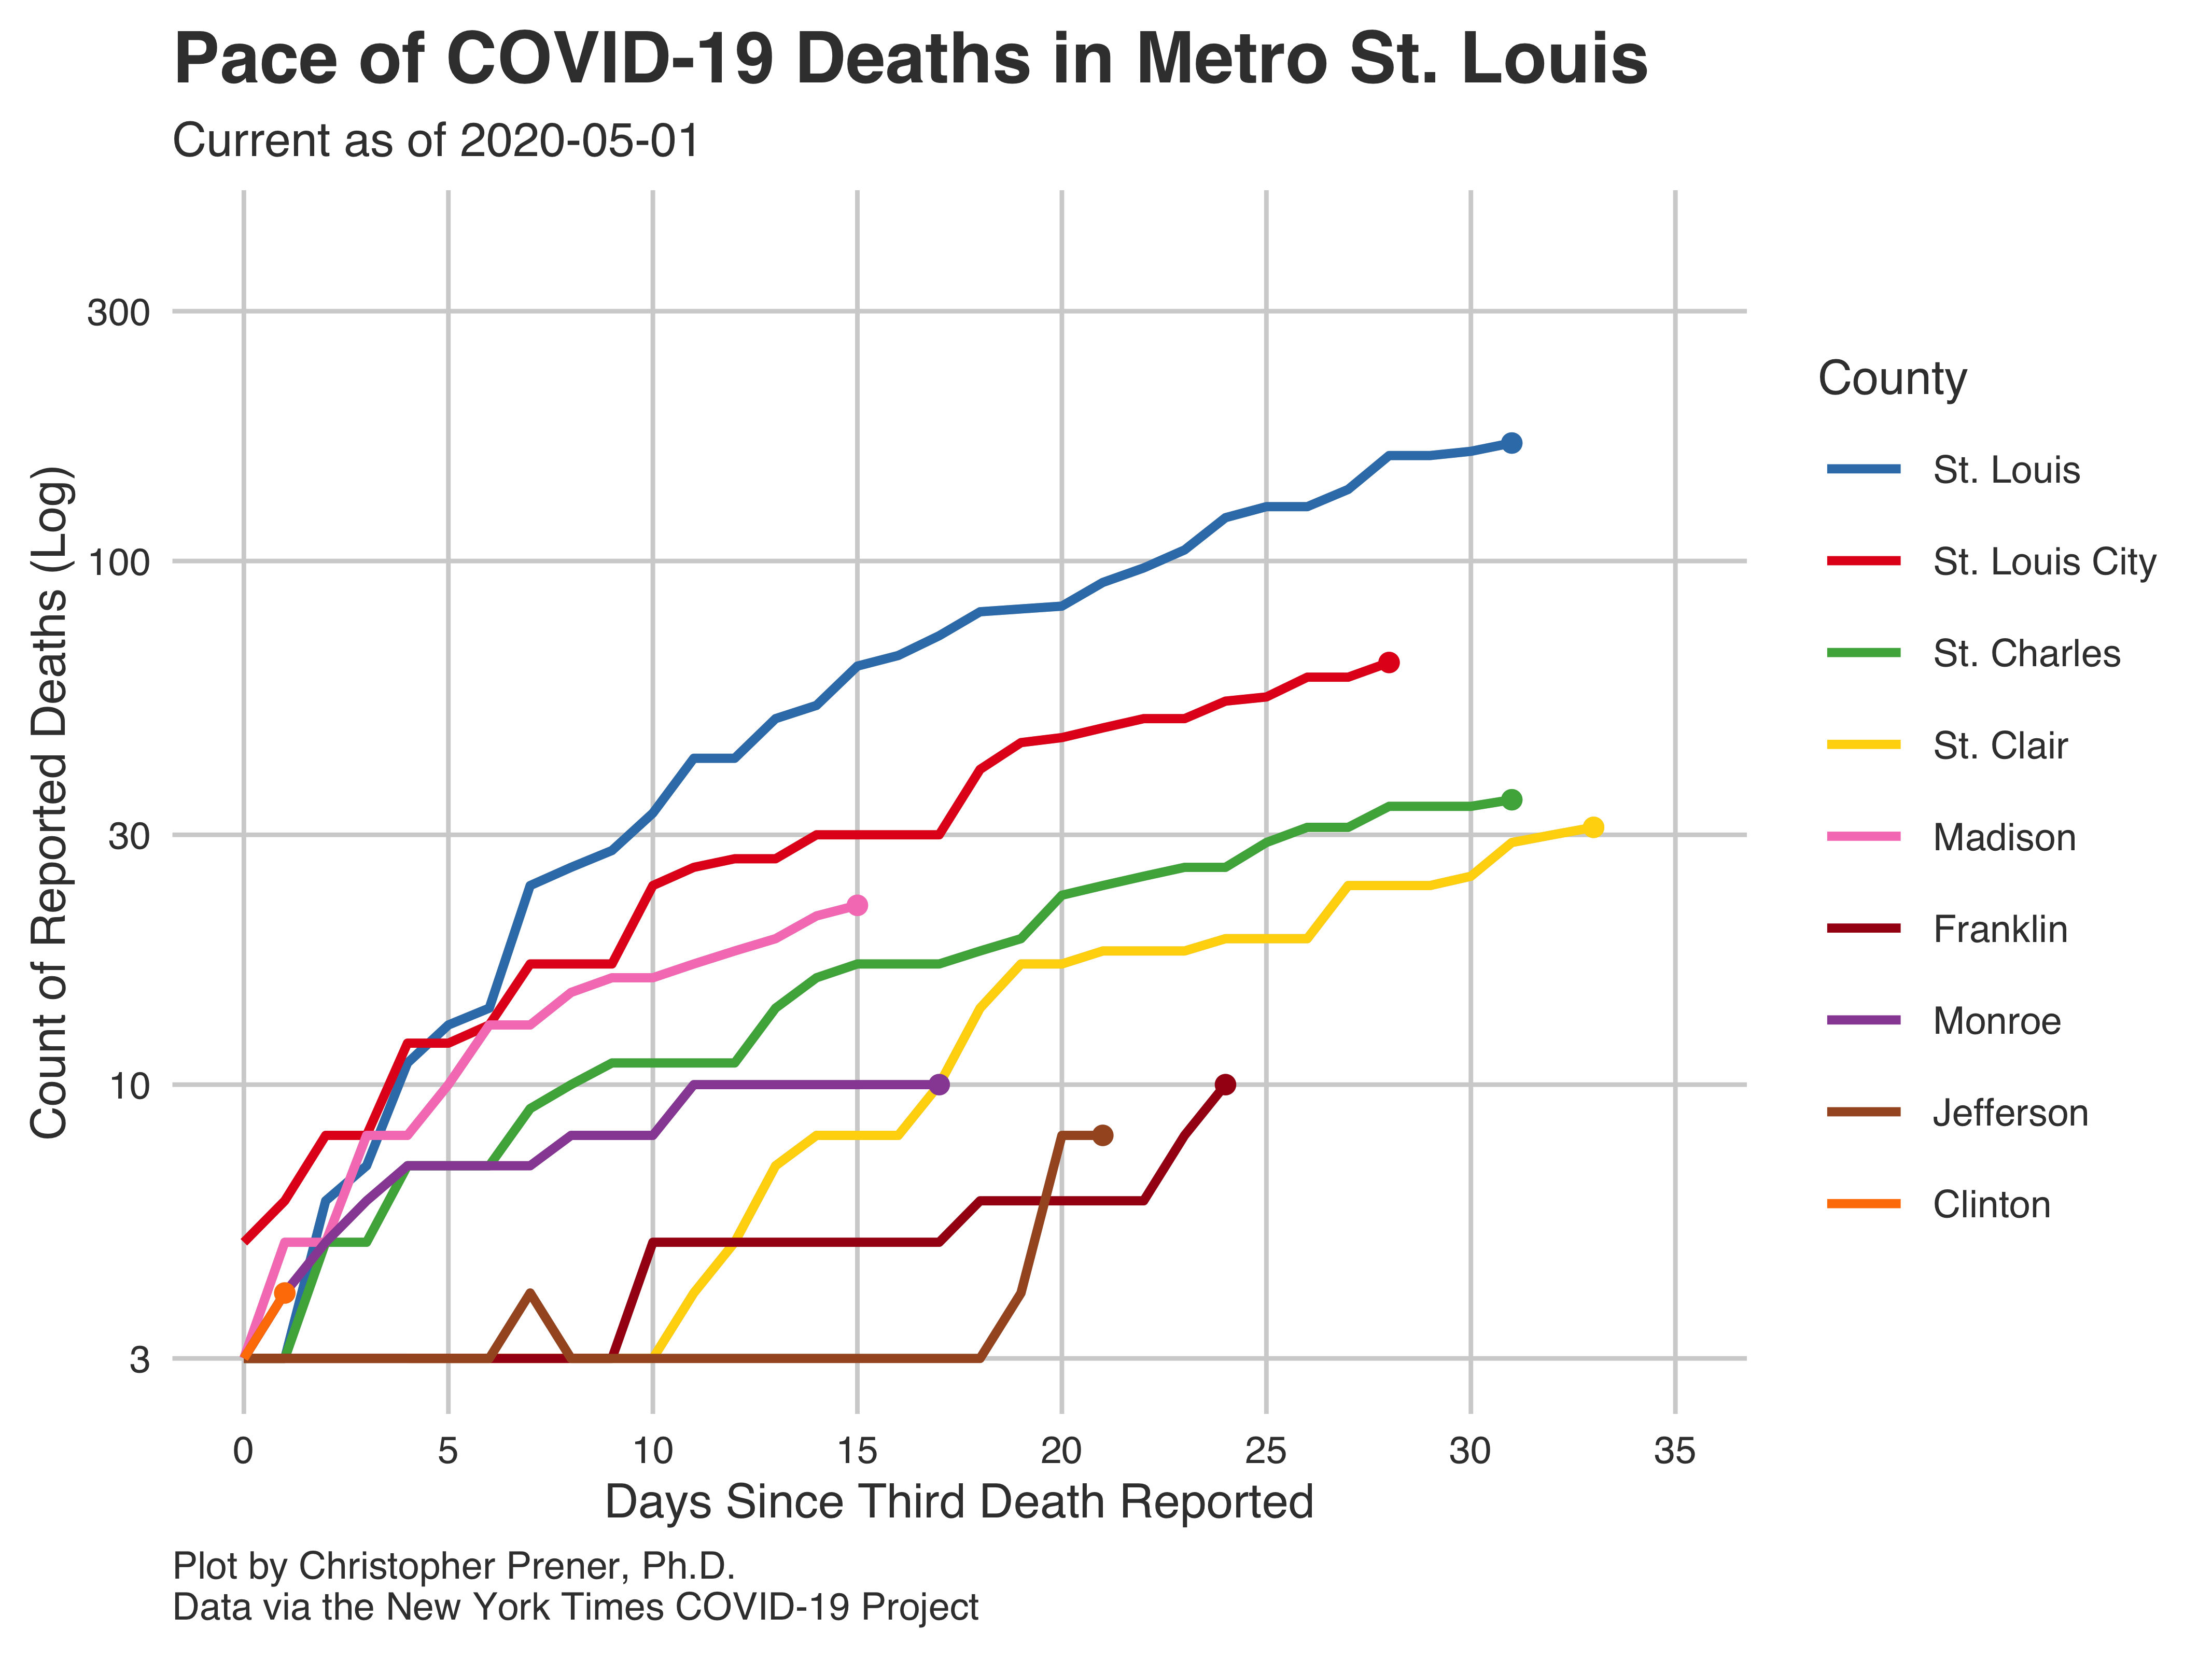 Pace of COVID-19 Deaths in Metro St. Louis
Current as of 2020-05-01
Count of Reported Deaths (Log)
300
100
30
10
3
0 5 10 15 20 25 30 35
Days Since Third Death Reported
County
St. Louis
St. Louis City
St. Charles
St. Clair
Madison
Franklin
Monroe
Jefferson
Clinton
Plot by Christopher Prener, Ph.D.
Data via the New York Times COVID-19 Project